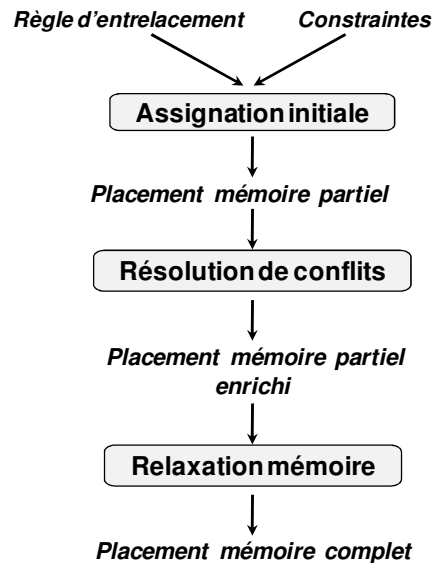 Règle d'entrelacement
Constraintes
Assignation initiale
Placement mémoire partiel
Résolution de conflits
Placement mémoire partiel
enrichi
Relaxation mémoire
Placement mémoire complet